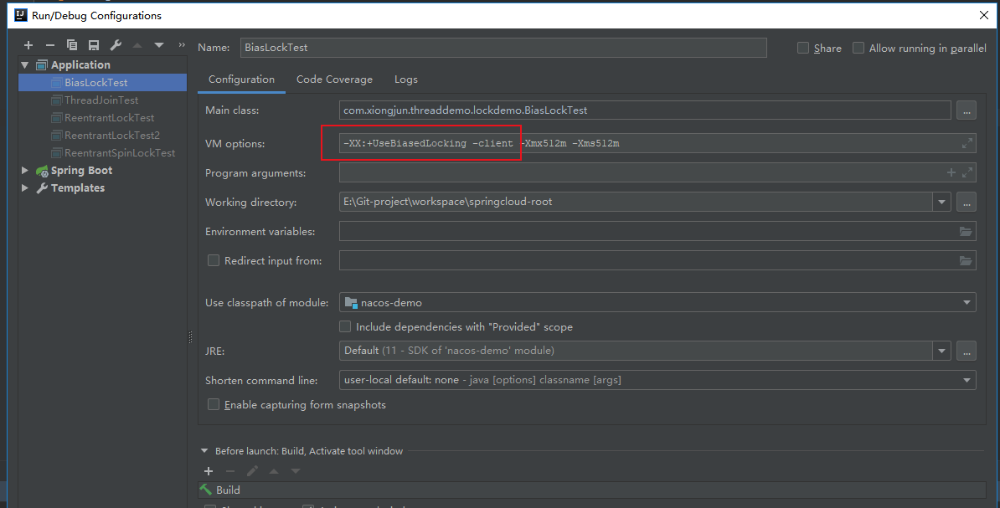 Run/Debug Configurations
Name: BiasLockTest Share Allow running in parallel
Application
BiasLockTest
ThreadJoinTest
ReentrantLockTest
ReentrantLockTest2
ReentrantSpinLockTest
Spring Boot
Templates
Configuration Code Coverage Logs
Main class: com.xiongjun.threaddemo.lockdemo.BiasLockTest ...
VM options: -XX:+UseBiasedLocking -client -Xmx512m -Xms512m
Program arguments:
Working directory: E:\Git-project\workspace\springcloud-root ...
Environment variables:
Redirect input from:
Use classpath of module: nacos-demo
Include dependencies with "Provided" scope
JRE: Default (11 - SDK of 'nacos-demo' module) ...
Shorten command line: user-local default: none - java [options] classname [args]
Enable capturing form snapshots
Before launch: Build, Activate tool window
Build